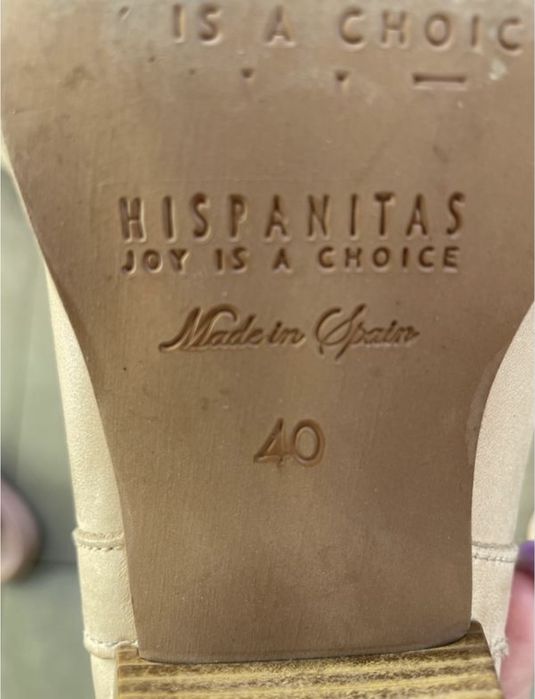 IS A CHOIC
HISPANITAS
JOY IS A CHOICE
Made in Spain
40